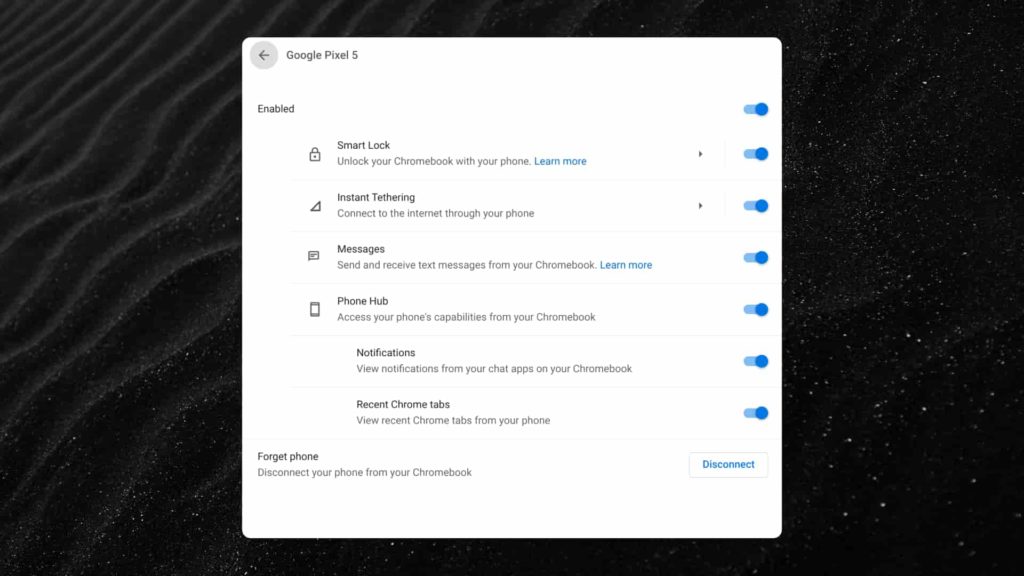 Google Pixel 5
Enabled
Smart Lock
Unlock your Chromebook with your phone. Learn more
Instant Tethering
Connect to the internet through your phone
Messages
Send and receive text messages from your Chromebook. Learn more
Phone Hub
Access your phone's capabilities from your Chromebook
Notifications
View notifications from your chat apps on your Chromebook
Recent Chrome tabs
View recent Chrome tabs from your phone
Forget phone
Disconnect your phone from your Chromebook
Disconnect